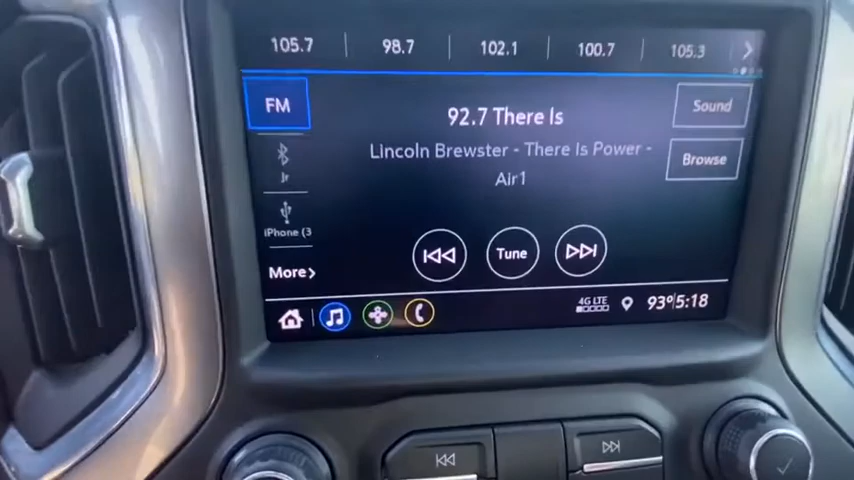 105.7 98.7 102.1 100.7 105.3
FM
92.7 There Is
Sound
Lincoln Brewster - There Is Power -
Air1
Browse
Jr
iPhone (3
Tune
More
4G LTE
93° 5:18